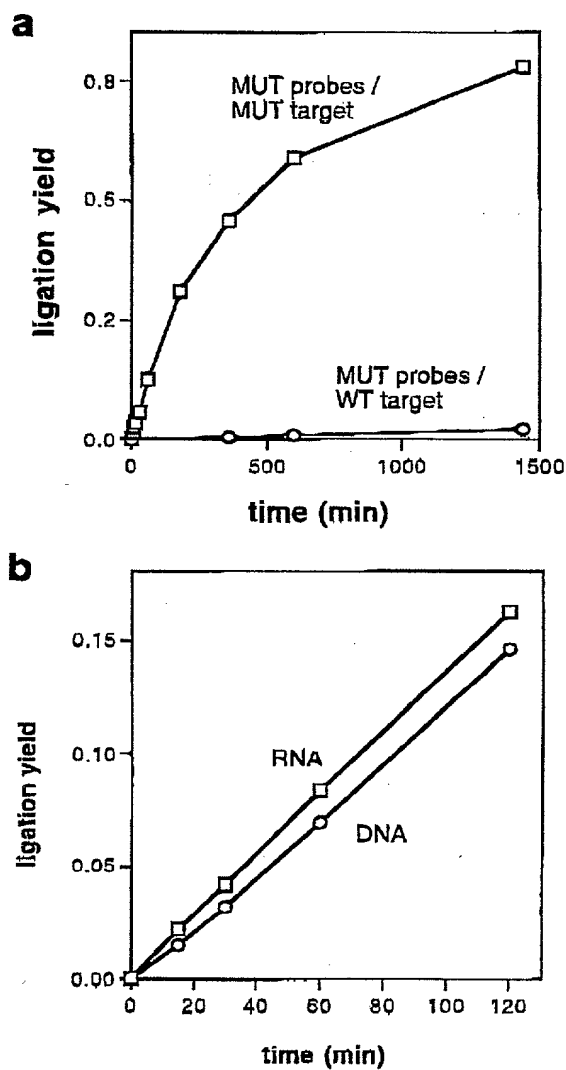 a
MUT probes /
MUT target
0.8
0.5
0.2
0.0
ligation yield
MUT probes /
WT target
0 500 1000 1500
time (min)
b
0.15
0.10
0.05
0.00
ligation yield
RNA
DNA
0 20 40 60 80 100 120
time (min)